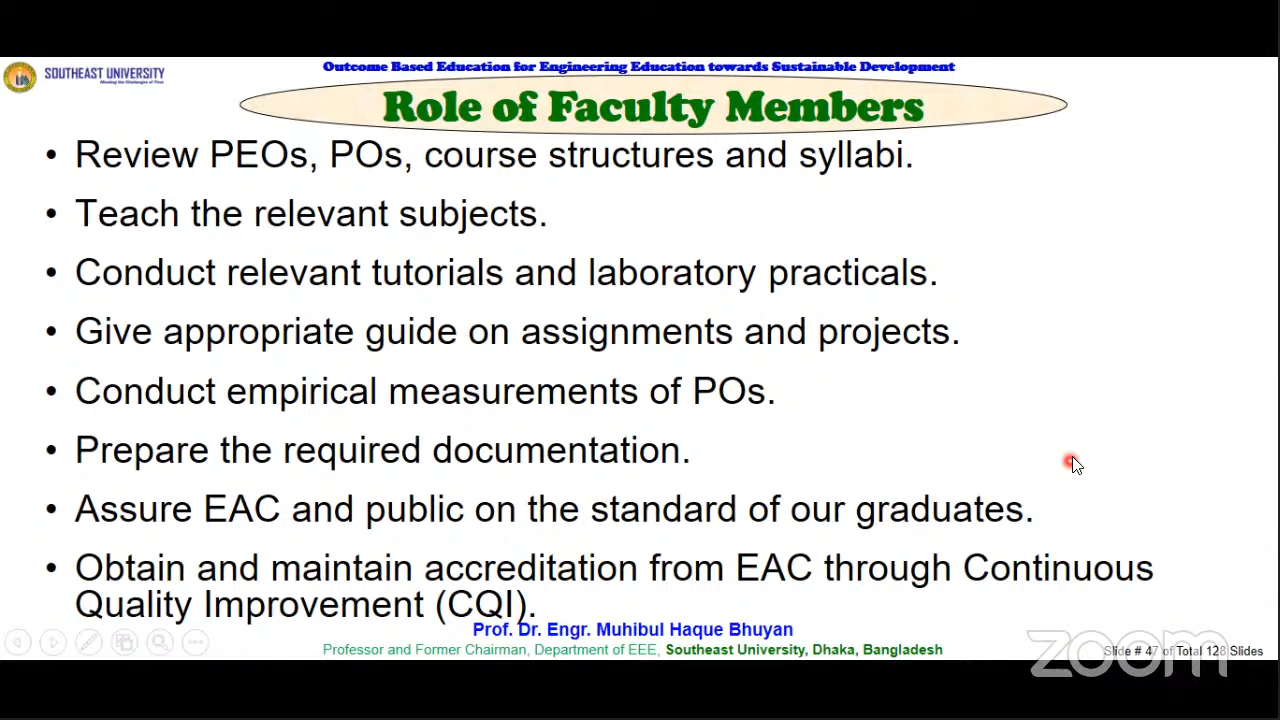 SOUTHEAST UNIVERSITY
Outcome Based Education for Engineering Education towards Sustainable Development
Role of Faculty Members
• Review PEOs, POs, course structures and syllabi.
• Teach the relevant subjects.
• Conduct relevant tutorials and laboratory practicals.
• Give appropriate guide on assignments and projects.
• Conduct empirical measurements of POs.
• Prepare the required documentation.
• Assure EAC and public on the standard of our graduates.
• Obtain and maintain accreditation from EAC through Continuous
Quality Improvement (CQI).
Prof. Dr. Engr. Muhibul Haque Bhuyan
Professor and Former Chairman, Department of EEE, Southeast University, Dhaka, Bangladesh
Slide # 47 of Total 128 Slides
zoom